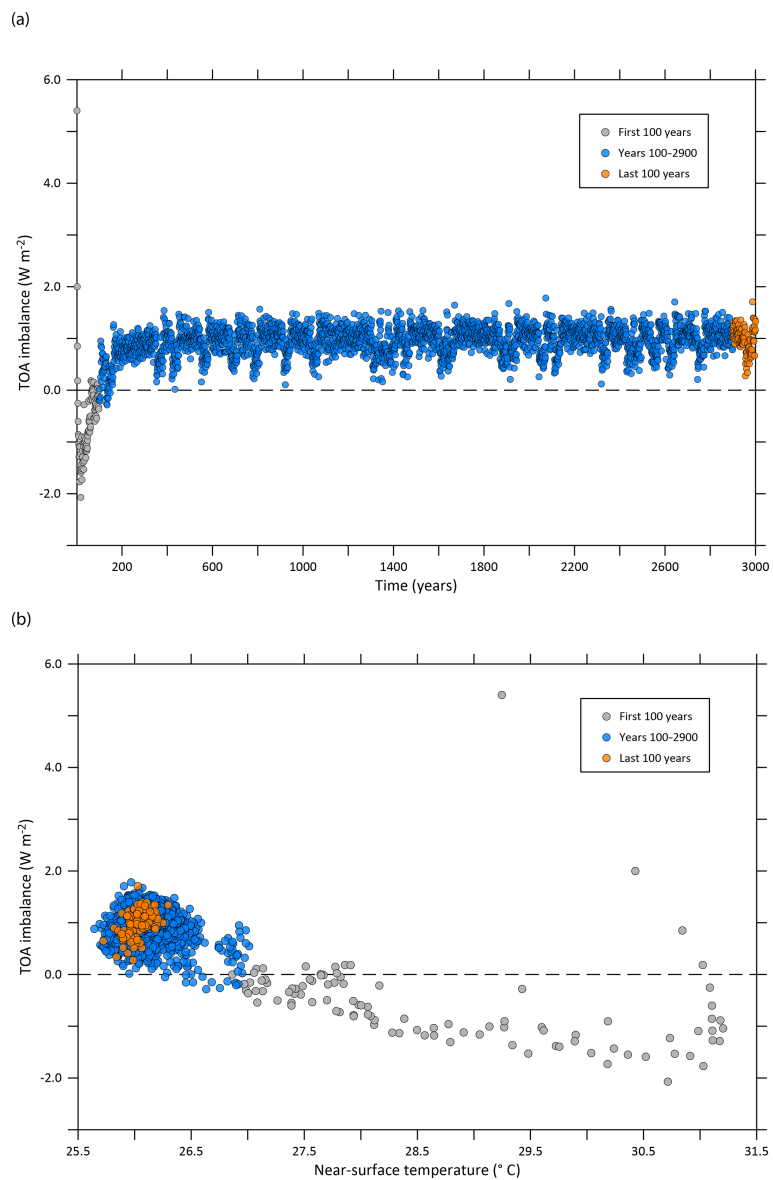 (a)
6.0
4.0
2.0
0.0
-2.0
TOA imbalance (W m-2)
First 100 years
Years 100-2900
Last 100 years
200 600 1000 1400 1800 2200 2600 3000
Time (years)
(b)
6.0
4.0
2.0
0.0
-2.0
TOA imbalance (W m-2)
First 100 years
Years 100-2900
Last 100 years
25.5 26.5 27.5 28.5 29.5 30.5 31.5
Near-surface temperature (° C)